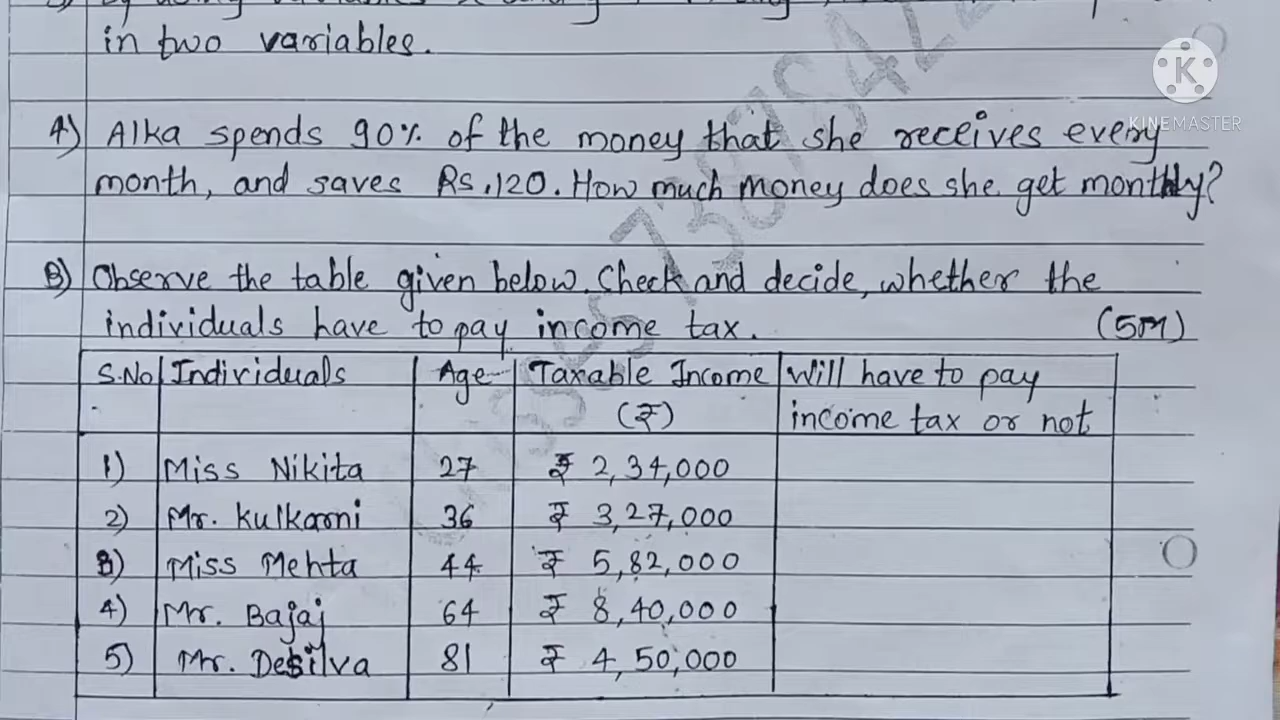 in two variables.
KINEMASTER
A) Alka spends 90% of the money that she receives every
month, and saves Rs.120. How much money does she get monthly?
B) Observe the table given below. Check and decide, whether the
individuals have to pay income tax. (5M)
S.No Individuals Age Taxable Income (₹) Will have to pay income tax or not
1) Miss Nikita 27 ₹ 2,34,000
2) Mr. Kulkarni 36 ₹ 3,27,000
3) Miss Mehta 44 ₹ 5,82,000
4) Mr. Bajaj 64 ₹ 8,40,000
5) Mr. Desilva 81 ₹ 4,50,000